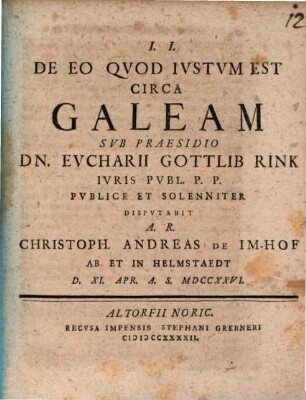 12
I. I.
DE EO QVOD IVSTVM EST
CIRCA
GALEAM
SVB PRAESIDIO
DN. EVCHARII GOTTLIB RINK
IVRIS PVBL. P. P.
PVBLICE ET SOLENNITER
DISPVTABIT
A. R.
CHRISTOPH. ANDREAS DE IM-HOF
AB ET IN HELMSTAEDT
D. XI. APR. A. S. MDCCXXVI.
ALTORFII NORIC.
RECVSA IMPENSIS STEPHANI GREBNERI
CIↃIↃCCXXXXII.